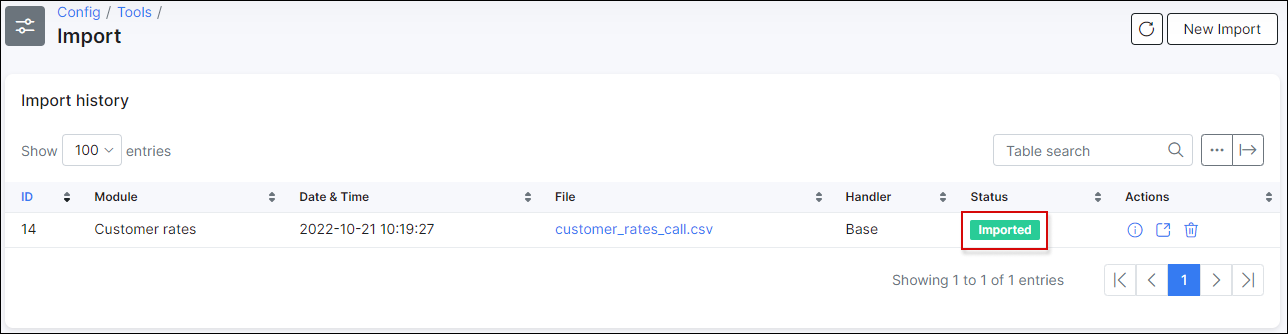 Config / Tools /
Import
New Import
Import history
Show 100 entries
Table search
ID Module Date & Time File Handler Status Actions
14 Customer rates 2022-10-21 10:19:27 customer_rates_call.csv Base Imported
Showing 1 to 1 of 1 entries
1